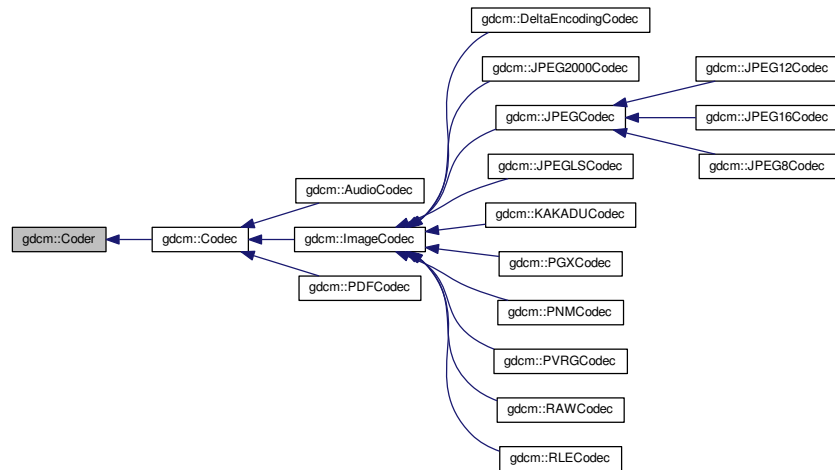 gdcm::DeltaEncodingCodec
gdcm::JPEG2000Codec
gdcm::JPEG12Codec
gdcm::JPEGCodec
gdcm::JPEG16Codec
gdcm::JPEGLSCodec
gdcm::JPEG8Codec
gdcm::AudioCodec
gdcm::KAKADUCodec
gdcm::Coder
gdcm::Codec
gdcm::ImageCodec
gdcm::PGXCodec
gdcm::PDFCodec
gdcm::PNMCodec
gdcm::PVRGCodec
gdcm::RAWCodec
gdcm::RLECodec